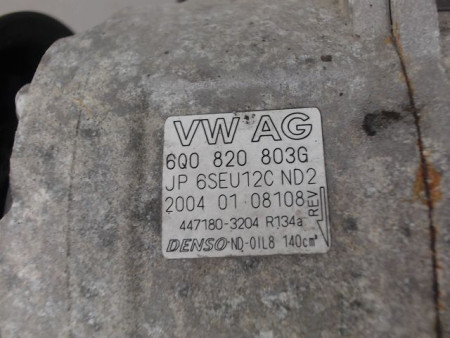 VW AG
6Q0 820 803G
JP 6SEU12C ND2
2004 01 08108
REV
447180-3204 R134a
DENSO ND-OIL8 140cm³